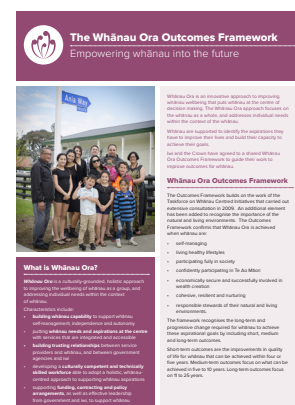 The Whānau Ora Outcomes Framework
Empowering whānau into the future
Ania Way
Whānau Ora is an innovative approach to improving
whānau wellbeing that puts whānau at the centre of
decision making. The Whānau Ora approach focuses on
the whānau as a whole, and addresses individual needs
within the context of the whānau.
Whānau are supported to identify the aspirations they
have to improve their lives and build their capacity to
achieve their goals.
Iwi and the Crown have agreed to a shared Whānau
Ora Outcomes Framework to guide their work to
improve outcomes for whānau.
Whānau Ora Outcomes Framework
The Outcomes Framework builds on the work of the
Taskforce on Whānau Centred Initiatives that carried out
extensive consultation in 2009. An additional element
has been added to recognise the importance of the
natural and living environments. The Outcomes
Framework confirms that Whānau Ora is achieved
when whānau are:
• self-managing
• living healthy lifestyles
• participating fully in society
• confidently participating in Te Ao Māori
• economically secure and successfully involved in
wealth creation
• cohesive, resilient and nurturing
• responsible stewards of their natural and living
environments.
The framework recognises the long-term and
progressive change required for whānau to achieve
these aspirational goals by including short, medium
and long-term outcomes.
Short-term outcomes are the improvements in quality
of life for whānau that can be achieved within four or
five years. Medium-term outcomes focus on what can be
achieved in five to 10 years. Long-term outcomes focus
on 11 to 25 years.
What is Whānau Ora?
Whānau Ora is a culturally-grounded, holistic approach
to improving the wellbeing of whānau as a group, and
addressing individual needs within the context
of whānau.
Characteristics include:
• building whānau capability to support whānau
self-management, independence and autonomy
• putting whānau needs and aspirations at the centre
with services that are integrated and accessible
• building trusting relationships between service
providers and whānau, and between government
agencies and iwi
• developing a culturally competent and technically
skilled workforce able to adopt a holistic, whānau-
centred approach to supporting whānau aspirations
• supporting funding, contracting and policy
arrangements, as well as effective leadership
from government and iwi, to support whānau